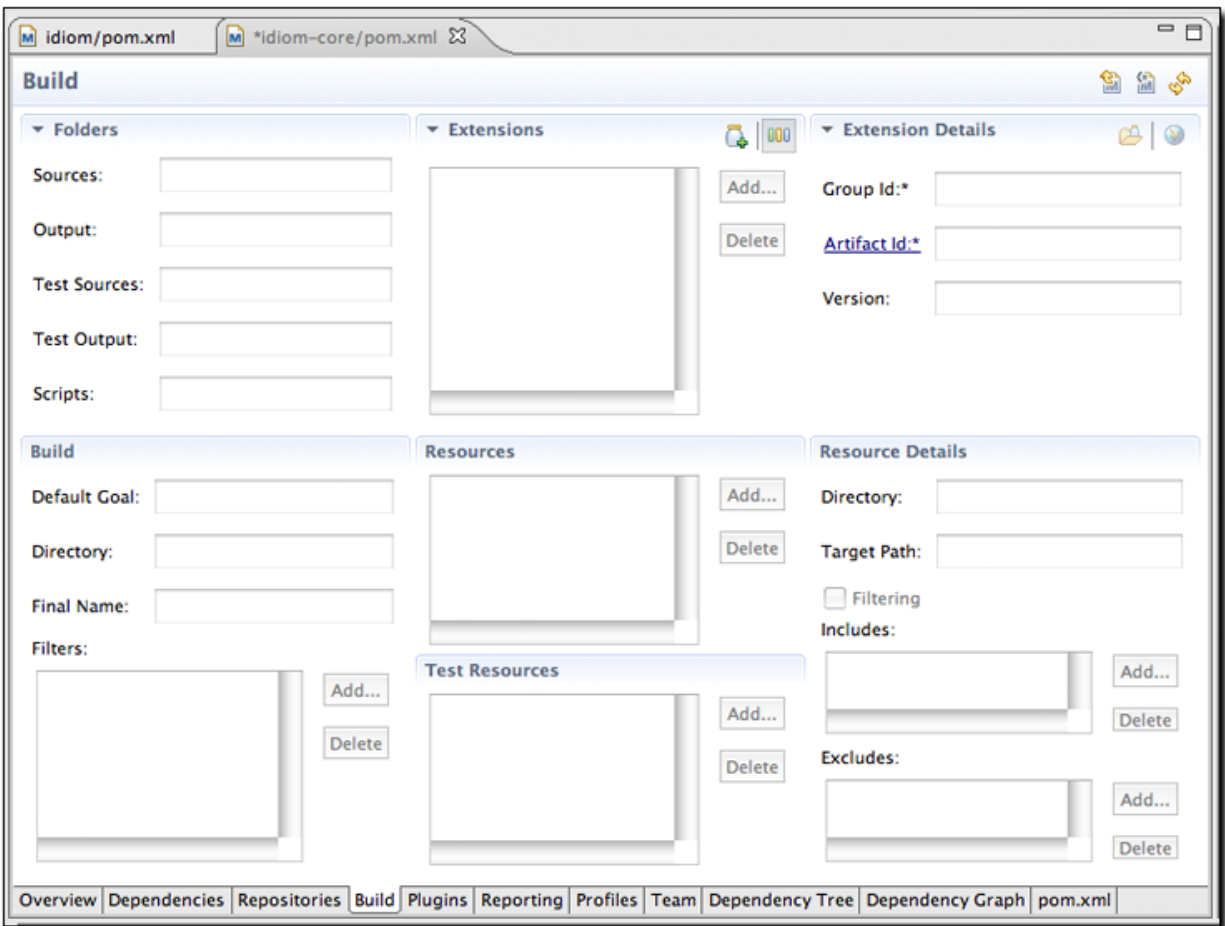 idiom/pom.xml
*idiom-core/pom.xml
Build
Folders
Sources:
Output:
Test Sources:
Test Output:
Scripts:
Extensions
Add...
Delete
Extension Details
Group Id:*
Artifact Id:*
Version:
Build
Default Goal:
Directory:
Final Name:
Filters:
Add...
Delete
Resources
Add...
Delete
Test Resources
Add...
Delete
Resource Details
Directory:
Target Path:
Filtering
Includes:
Add...
Delete
Excludes:
Add...
Delete
Overview Dependencies Repositories Build Plugins Reporting Profiles Team Dependency Tree Dependency Graph pom.xml